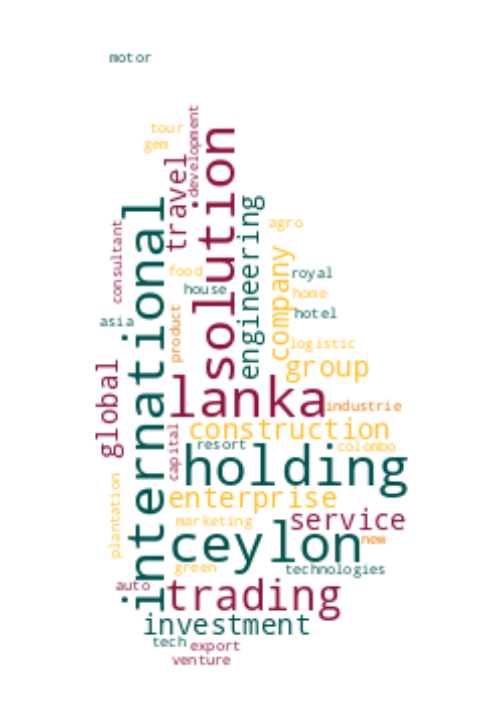 motor
tour
gem
development
travel
solution
international
consultant
engineering
agro
food
royal
house
company
home
hotel
asia
product
logistic
group
global
lanka
industrie
construction
capital
resort
colombo
holding
plantation
enterprise
marketing
service
ceylon
new
green
technologies
auto
trading
investment
tech
export
venture